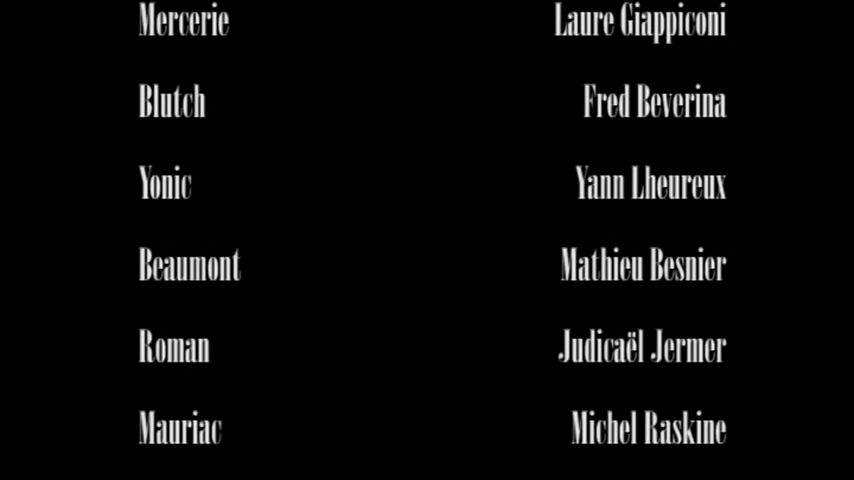 Mercerie Laure Giappiconi
Blutch Fred Beverina
Yonic Yann Lheureux
Beaumont Mathieu Besnier
Roman Judicaël Jermer
Mauriac Michel Raskine